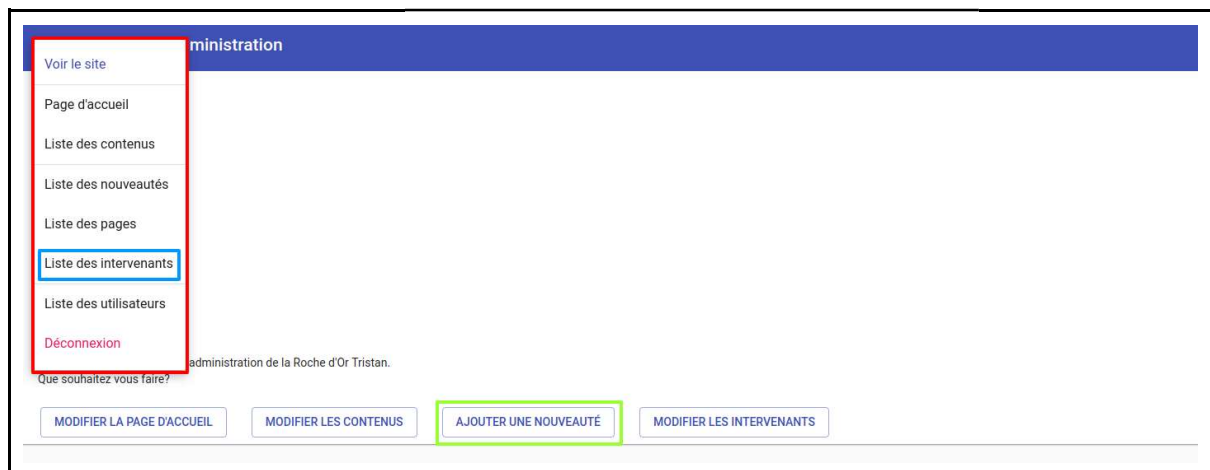 ministration
Voir le site
Page d'accueil
Liste des contenus
Liste des nouveautés
Liste des pages
Liste des intervenants
Liste des utilisateurs
Déconnexion
administration de la Roche d'Or Tristan.
Que souhaitez vous faire?
MODIFIER LA PAGE D'ACCUEIL MODIFIER LES CONTENUS AJOUTER UNE NOUVEAUTÉ MODIFIER LES INTERVENANTS